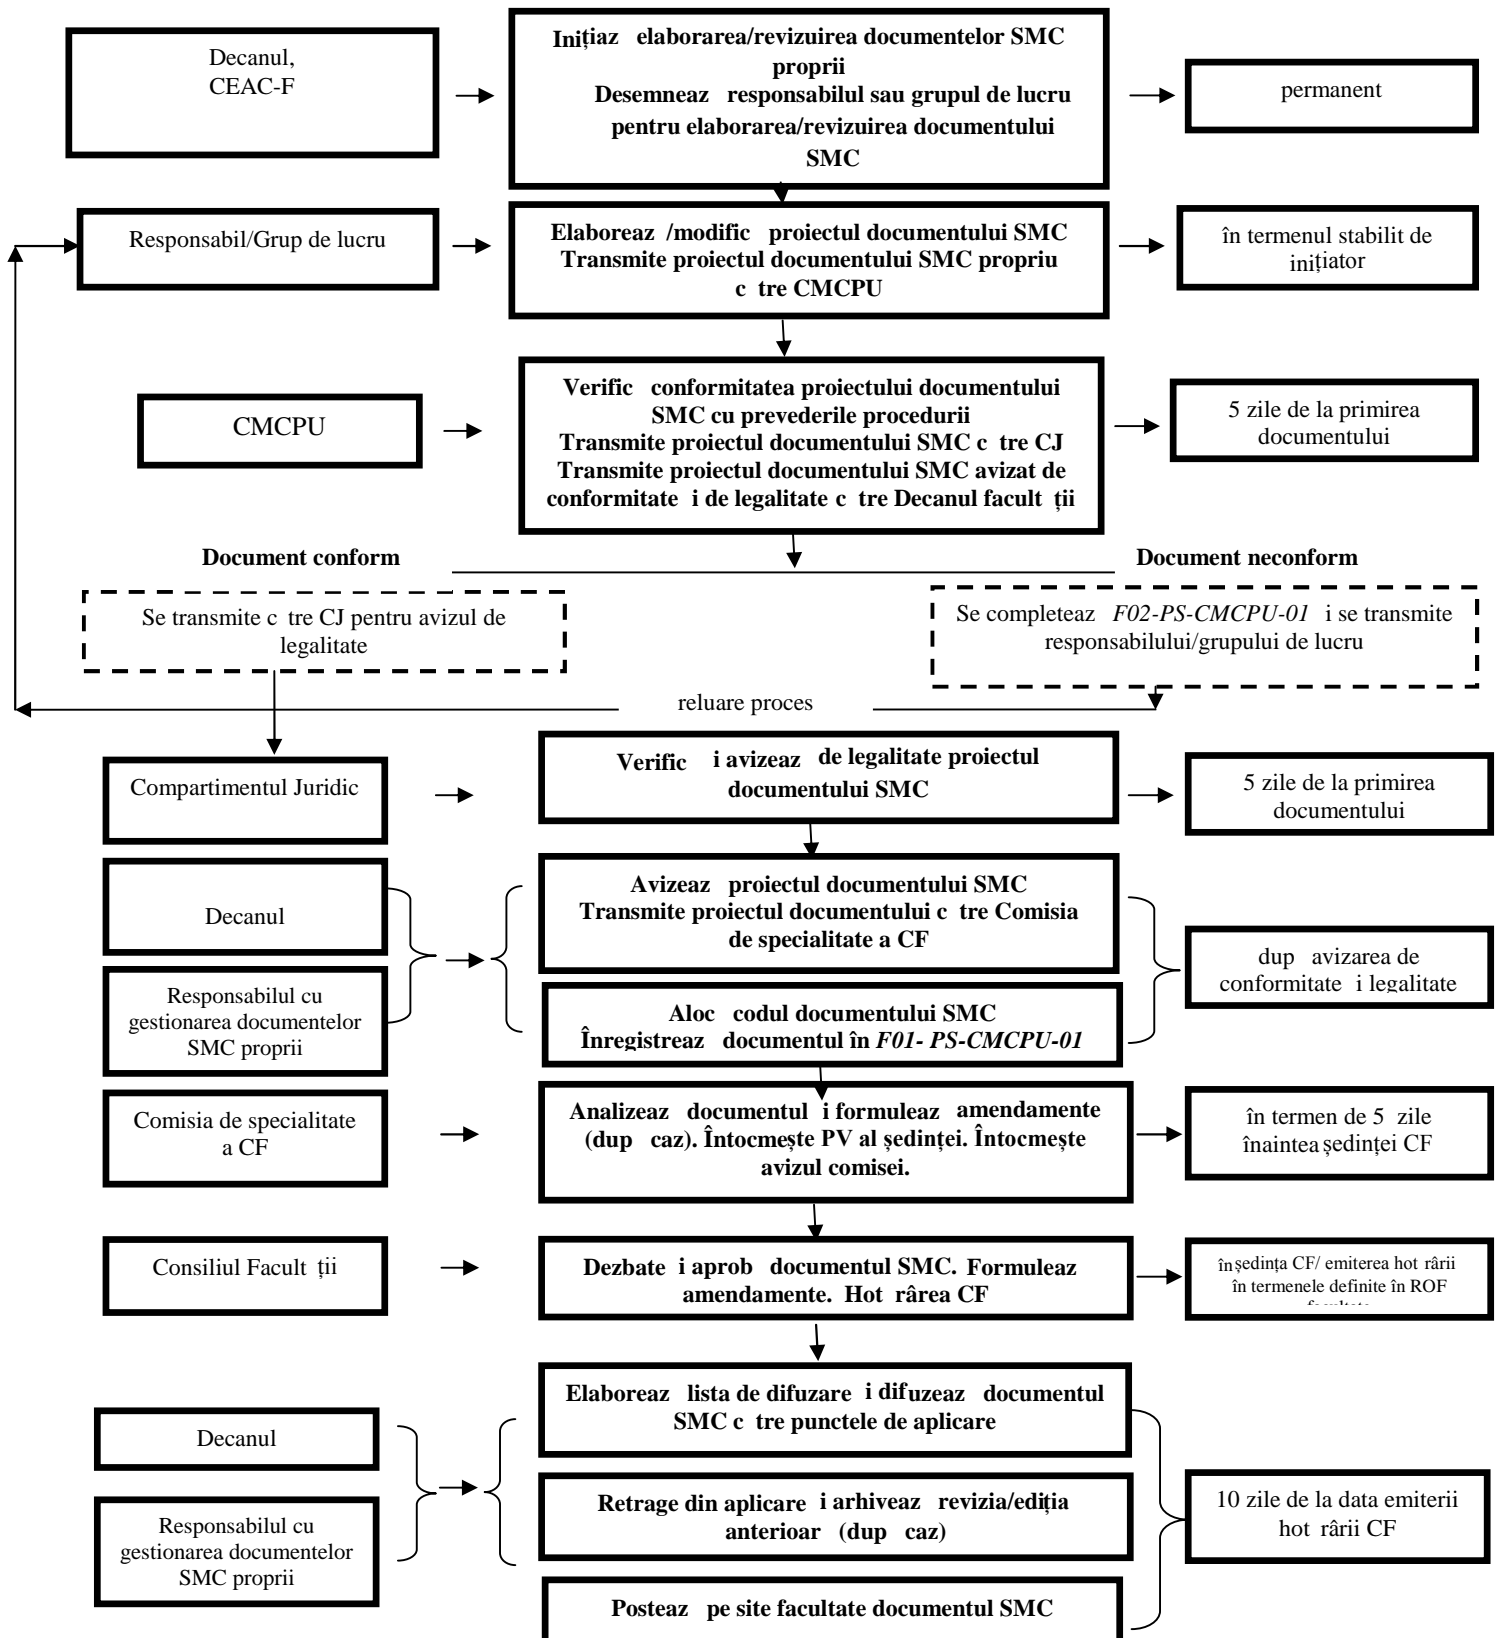 Decanul,
CEAC-F
Inițiaz elaborarea/revizuirea documentelor SMC
proprii
Desemneaz responsabilul sau grupul de lucru
pentru elaborarea/revizuirea documentului
SMC
permanent
Responsabil/Grup de lucru
Elaboreaz /modific proiectul documentului SMC
Transmite proiectul documentului SMC propriu
c tre CMCPU
în termenul stabilit de
inițiator
CMCPU
Verific conformitatea proiectului documentului
SMC cu prevederile procedurii
Transmite proiectul documentului SMC c tre CJ
Transmite proiectul documentului SMC avizat de
conformitate i de legalitate c tre Decanul facult ții
5 zile de la primirea
documentului
Document conform
Document neconform
Se transmite c tre CJ pentru avizul de
legalitate
Se completeaz F02-PS-CMCPU-01 i se transmite
responsabilului/grupului de lucru
reluare proces
Compartimentul Juridic
Verific i avizeaz de legalitate proiectul
documentului SMC
5 zile de la primirea
documentului
Decanul
Avizeaz proiectul documentului SMC
Transmite proiectul documentului c tre Comisia
de specialitate a CF
Responsabilul cu
gestionarea documentelor
SMC proprii
Aloc codul documentului SMC
Înregistreaz documentul în F01- PS-CMCPU-01
dup avizarea de
conformitate i legalitate
Comisia de specialitate
a CF
Analizeaz documentul i formuleaz amendamente
(dup caz). Întocmește PV al ședinței. Întocmește
avizul comisei.
în termen de 5 zile
înaintea ședinței CF
Consiliul Facult ții
Dezbate i aprob documentul SMC. Formuleaz
amendamente. Hot rârea CF
în ședința CF/ emiterea hot rârii
în termenele definite în ROF
facultate
Decanul
Responsabilul cu
gestionarea documentelor
SMC proprii
Elaboreaz lista de difuzare i difuzeaz documentul
SMC c tre punctele de aplicare
Retrage din aplicare i arhiveaz revizia/ediția
anterioar (dup caz)
Posteaz pe site facultate documentul SMC
10 zile de la data emiterii
hot rârii CF